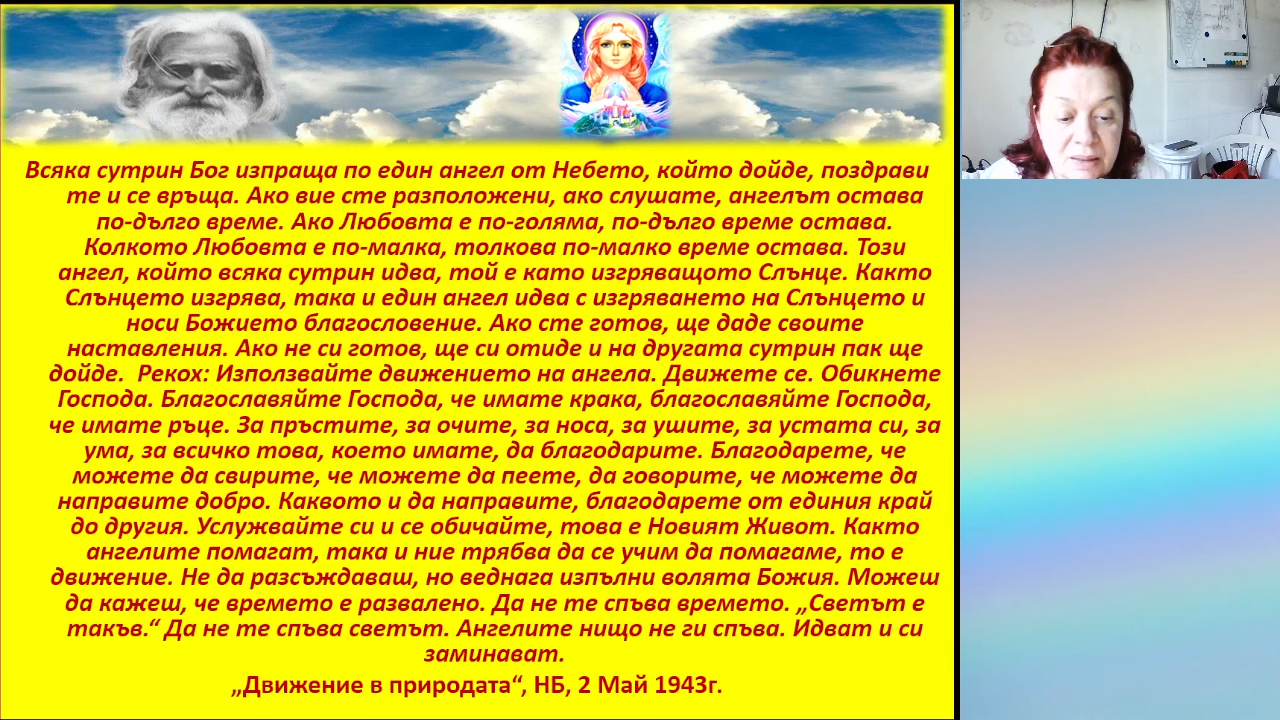 Всяка сутрин Бог изпраща по един ангел от Небето, който дойде, поздрави
те и се връща. Ако вие сте разположени, ако слушате, ангелът остава
по-дълго време. Ако Любовта е по-голяма, по-дълго време остава.
Колкото Любовта е по-малка, толкова по-малко време остава. Този
ангел, който всяка сутрин идва, той е като изгряващото Слънце. Както
Слънцето изгрява, така и един ангел идва с изгряването на Слънцето и
носи Божието благословение. Ако сте готов, ще даде своите
наставления. Ако не си готов, ще си отиде и на другата сутрин пак ще
дойде. Рекох: Използвайте движението на ангела. Движете се. Обикнете
Господа. Благославяйте Господа, че имате крака, благославяйте Господа,
че имате ръце. За пръстите, за очите, за носа, за ушите, за устата си, за
ума, за всичко това, което имате, да благодарите. Благодарете, че
можете да свирите, че можете да пеете, да говорите, че можете да
направите добро. Каквото и да направите, благодарете от единия край
до другия. Услужвайте си и се обичайте, това е Новият Живот. Както
ангелите помагат, така и ние трябва да се учим да помагаме, то е
движение. Не да разсъждаваш, но веднага изпълни волята Божия. Можеш
да кажеш, че времето е развалено. Да не те спъва времето. „Светът е
такъв.“ Да не те спъва светът. Ангелите нищо не ги спъва. Идват и си
заминават.
„Движение в природата“, НБ, 2 Май 1943г.